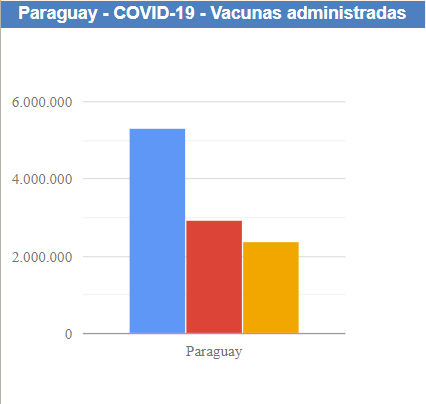 Paraguay - COVID-19 - Vacunas administradas
6.000.000
4.000.000
2.000.000
0
Paraguay